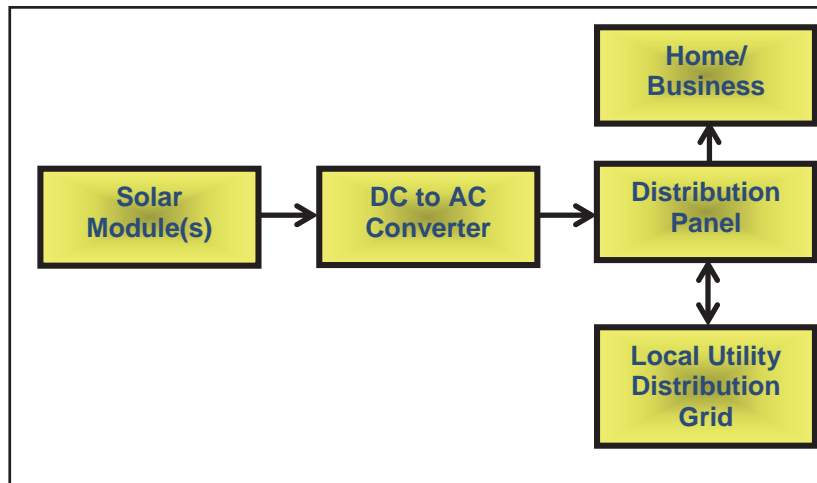 Home/
Business
Solar
Module(s)
DC to AC
Converter
Distribution
Panel
Local Utility
Distribution
Grid